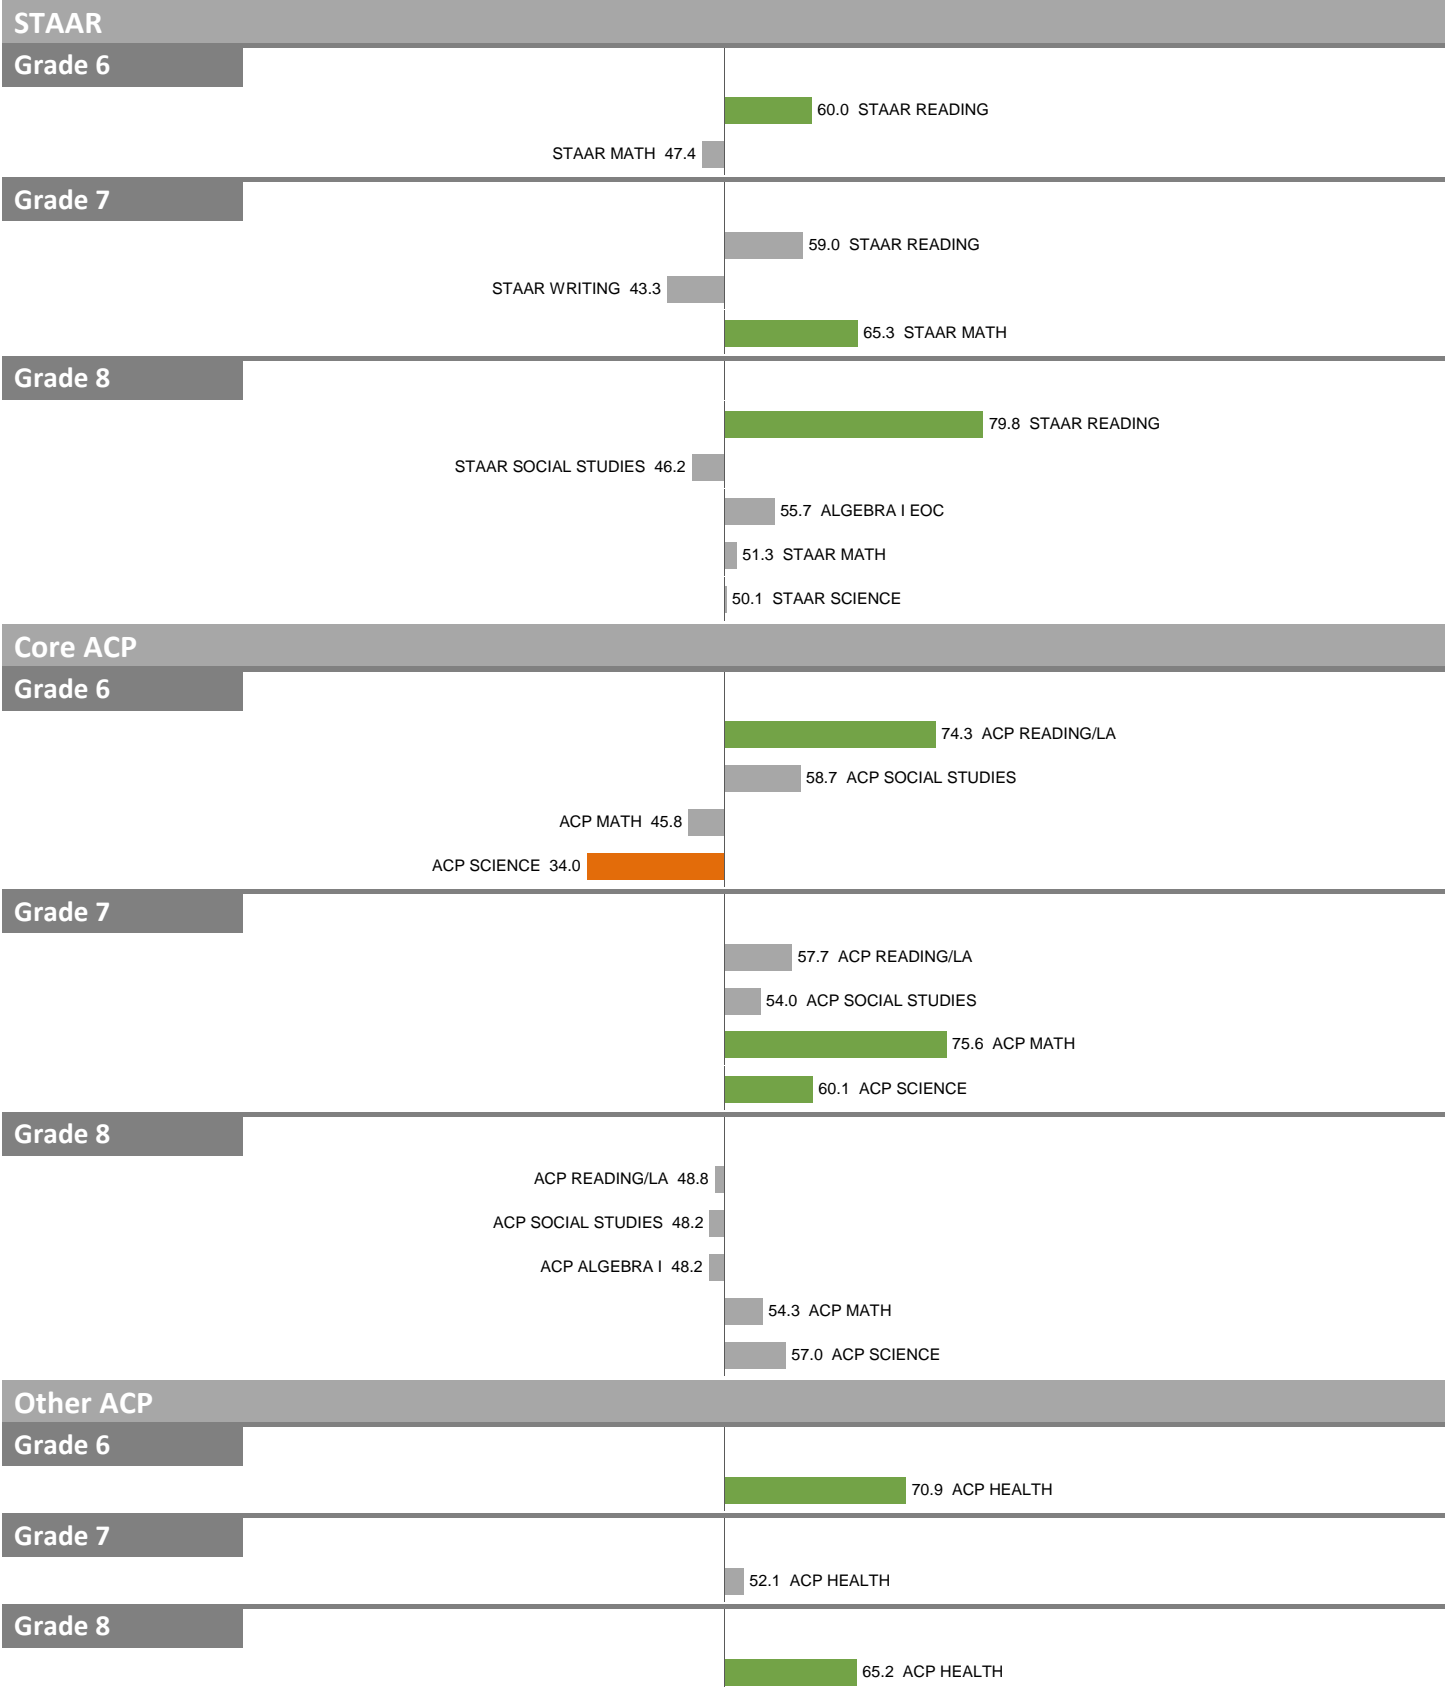 STAAR
Grade 6
60.0 STAAR READING
STAAR MATH 47.4
Grade 7
59.0 STAAR READING
STAAR WRITING 43.3
65.3 STAAR MATH
Grade 8
79.8 STAAR READING
STAAR SOCIAL STUDIES 46.2
55.7 ALGEBRA I EOC
51.3 STAAR MATH
50.1 STAAR SCIENCE
Core ACP
Grade 6
74.3 ACP READING/LA
58.7 ACP SOCIAL STUDIES
ACP MATH 45.8
ACP SCIENCE 34.0
Grade 7
57.7 ACP READING/LA
54.0 ACP SOCIAL STUDIES
75.6 ACP MATH
60.1 ACP SCIENCE
Grade 8
ACP READING/LA 48.8
ACP SOCIAL STUDIES 48.2
ACP ALGEBRA I 48.2
54.3 ACP MATH
57.0 ACP SCIENCE
Other ACP
Grade 6
70.9 ACP HEALTH
Grade 7
52.1 ACP HEALTH
Grade 8
65.2 ACP HEALTH